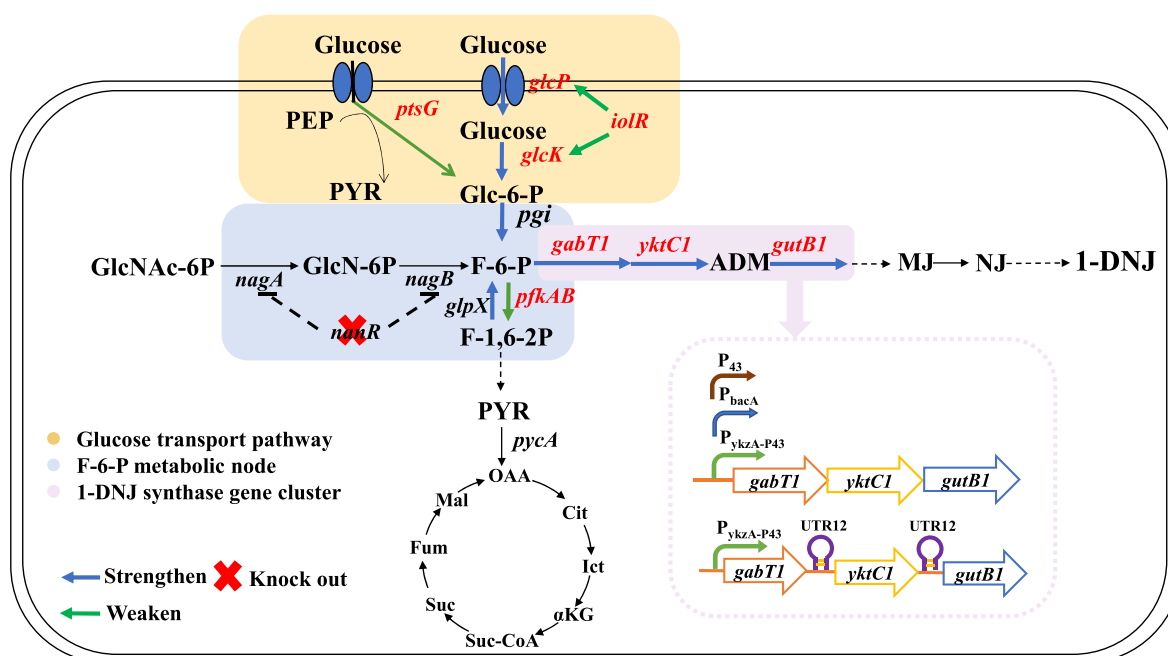 Glucose Glucose
glcP
ptsG
PEP
iolR
Glucose
glcK
PYR
Glc-6-P
pgi
gabT1 yktC1 gutB1
GlcNAc-6P GlcN-6P F-6-P ADM MJ NJ 1-DNJ
nagA nagB
glpX pfkAB
nanR
F-1,6-2P
P43
PbacA
PYR
pycA
PykzA-P43
Glucose transport pathway
F-6-P metabolic node
1-DNJ synthase gene cluster
gabT1 yktC1 gutB1
OAA
Mal Cit
UTR12 UTR12
PykzA-P43
Fum Ict
gabT1 yktC1 gutB1
Strengthen Knock out
Weaken
Suc αKG
Suc-CoA